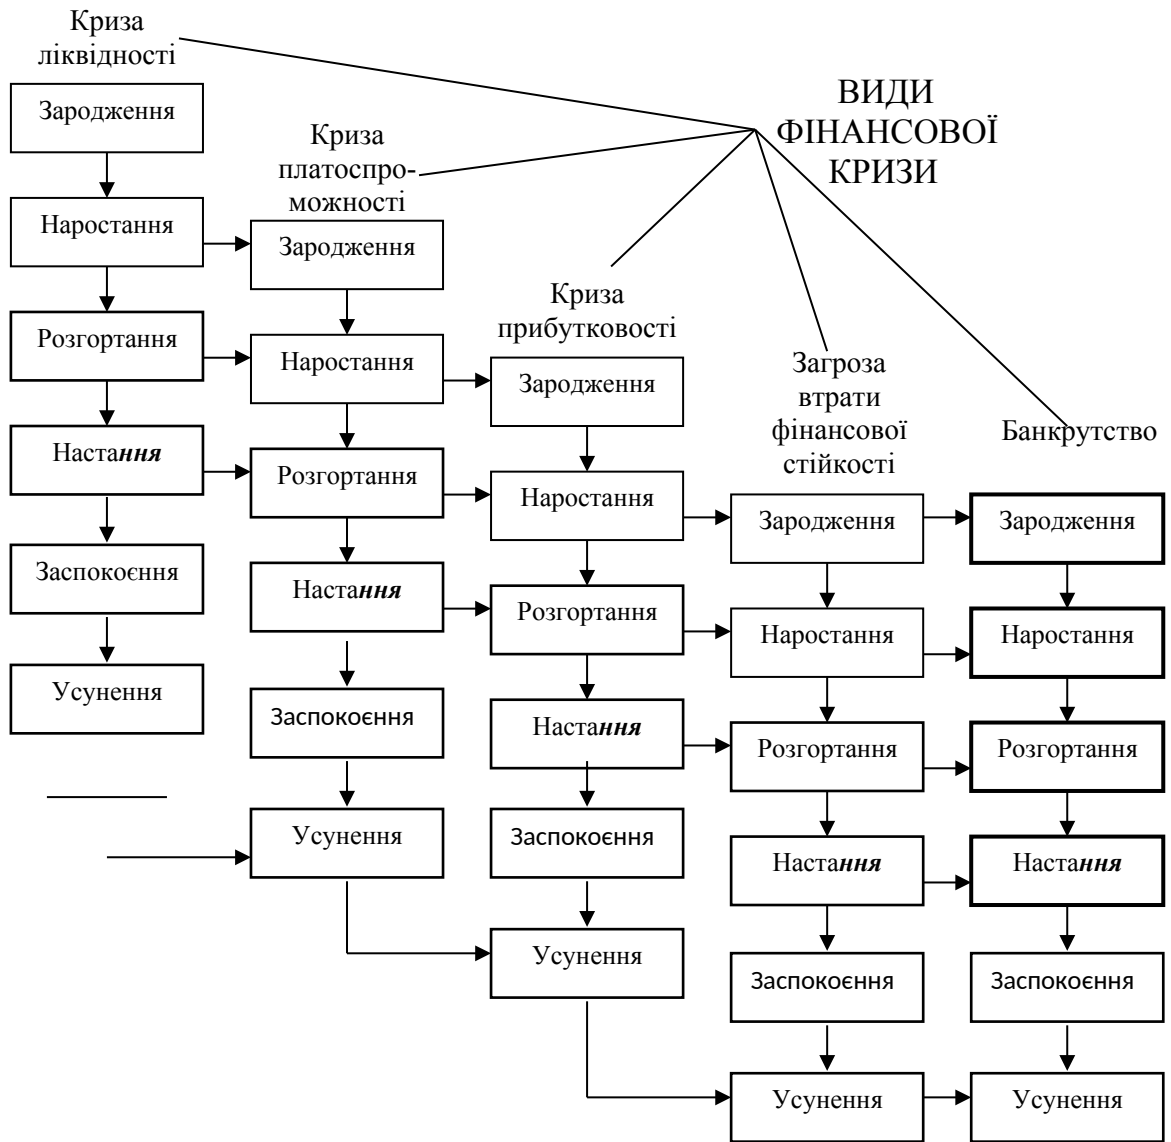 Криза
ліквідності
Зародження
Наростання
Розгортання
Настання
Заспокоєння
Усунення
Криза
платоспро-
можності
Зародження
Наростання
Розгортання
Настання
Заспокоєння
Усунення
ВИДИ
ФІНАНСОВОЇ
КРИЗИ
Криза
прибутковості
Зародження
Наростання
Розгортання
Настання
Заспокоєння
Усунення
Загроза
втрати
фінансової
стійкості
Зародження
Наростання
Розгортання
Настання
Заспокоєння
Усунення
Банкрутство
Зародження
Наростання
Розгортання
Настання
Заспокоєння
Усунення